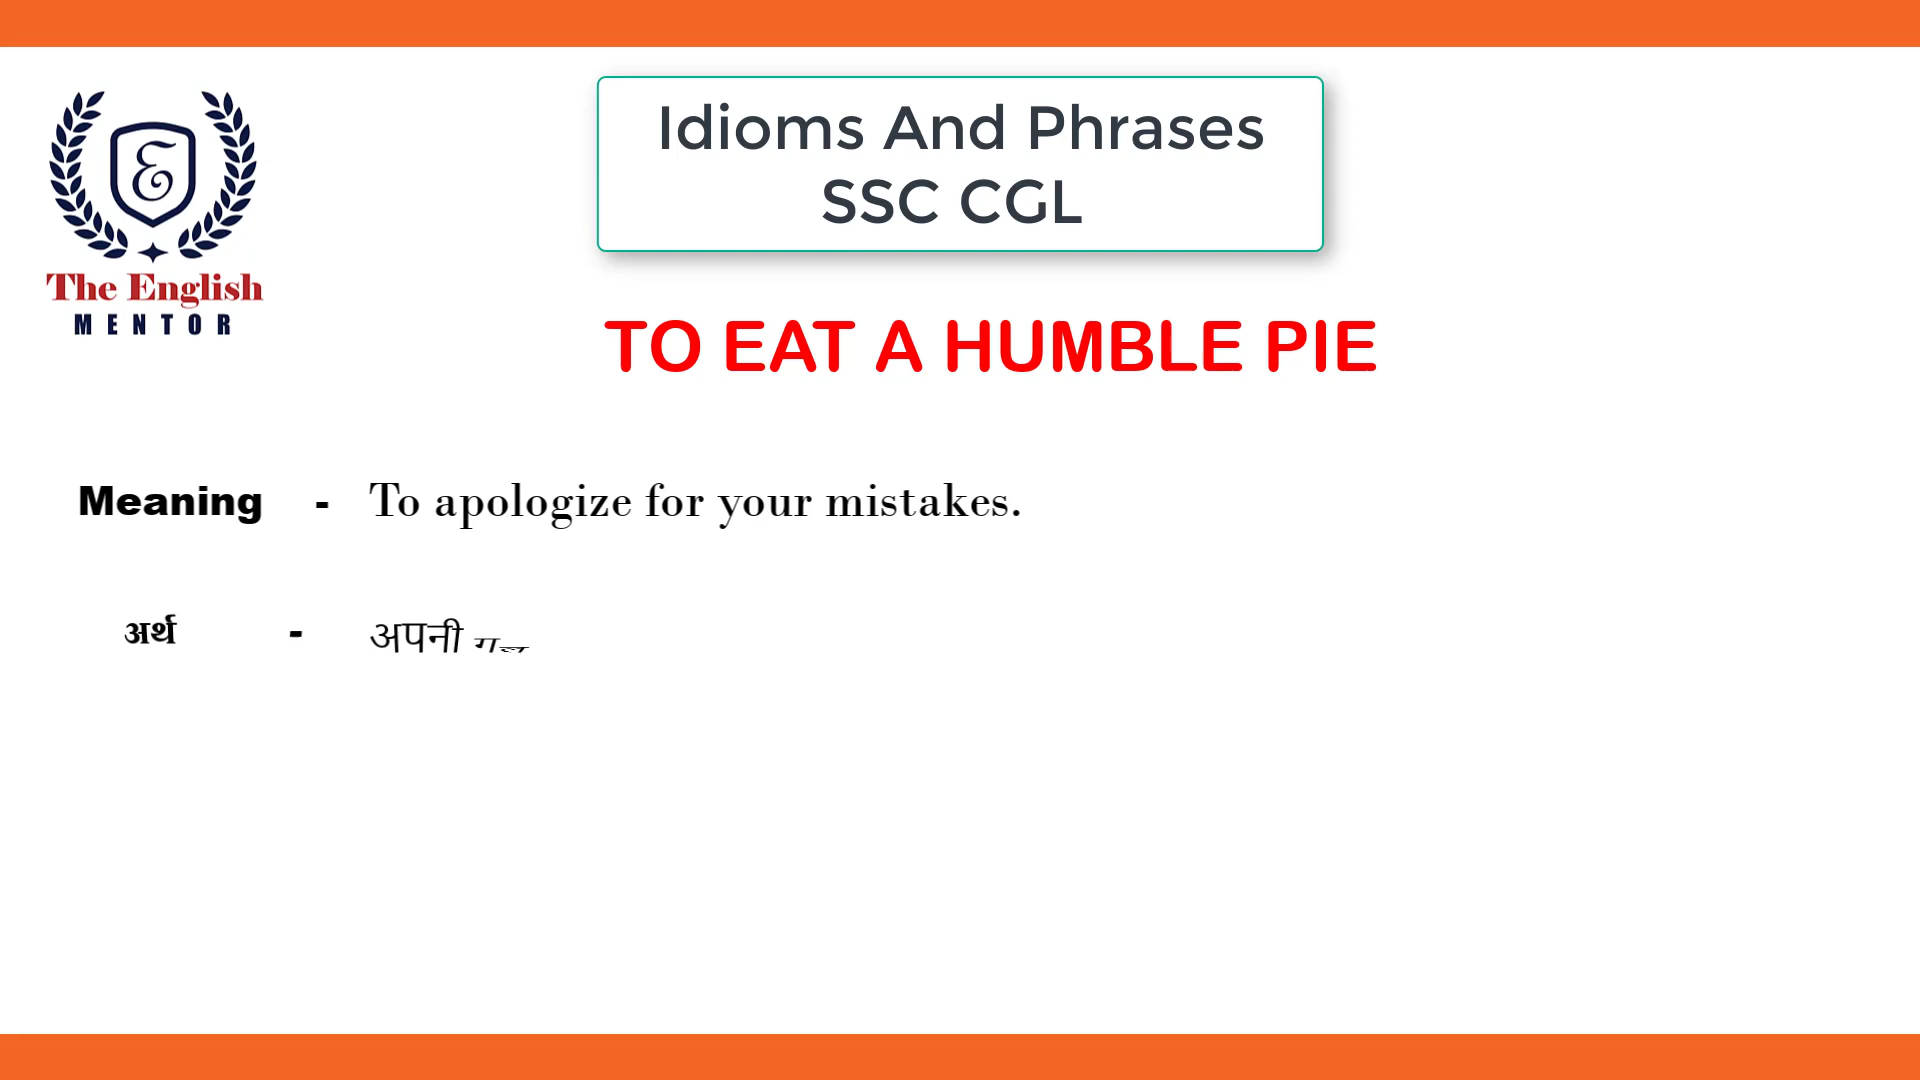 Idioms And Phrases
SSC CGL
E
The English
MENTOR
TO EAT A HUMBLE PIE
Meaning - To apologize for your mistakes.
अर्थ - अपनी